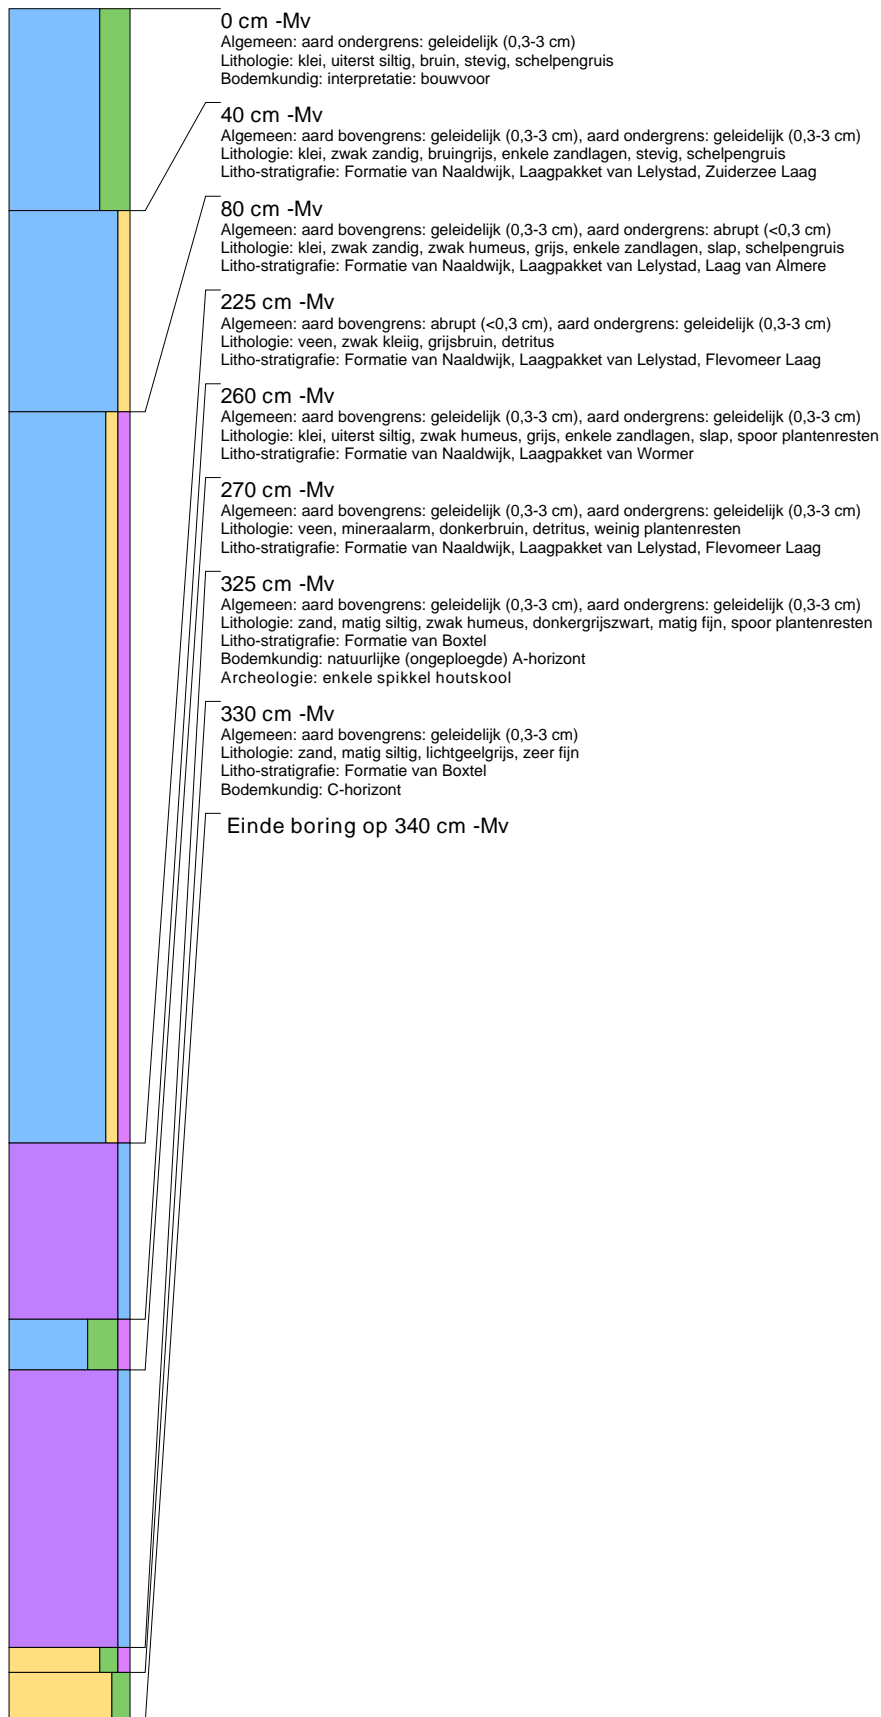 0 cm -Mv
Algemeen: aard ondergrens: geleidelijk (0,3-3 cm)
Lithologie: klei, uiterst siltig, bruin, stevig, schelpengruis
Bodemkundig: interpretatie: bouwvoor
40 cm -Mv
Algemeen: aard bovengrens: geleidelijk (0,3-3 cm), aard ondergrens: geleidelijk (0,3-3 cm)
Lithologie: klei, zwak zandig, bruingrijs, enkele zandlagen, stevig, schelpengruis
Litho-stratigrafie: Formatie van Naaldwijk, Laagpakket van Lelystad, Zuiderzee Laag
80 cm -Mv
Algemeen: aard bovengrens: geleidelijk (0,3-3 cm), aard ondergrens: abrupt (<0,3 cm)
Lithologie: klei, zwak zandig, zwak humeus, grijs, enkele zandlagen, slap, schelpengruis
Litho-stratigrafie: Formatie van Naaldwijk, Laagpakket van Lelystad, Laag van Almere
225 cm -Mv
Algemeen: aard bovengrens: abrupt (<0,3 cm), aard ondergrens: geleidelijk (0,3-3 cm)
Lithologie: veen, zwak kleiig, grijsbruin, detritus
Litho-stratigrafie: Formatie van Naaldwijk, Laagpakket van Lelystad, Flevomeer Laag
260 cm -Mv
Algemeen: aard bovengrens: geleidelijk (0,3-3 cm), aard ondergrens: geleidelijk (0,3-3 cm)
Lithologie: klei, uiterst siltig, zwak humeus, grijs, enkele zandlagen, slap, spoor plantenresten
Litho-stratigrafie: Formatie van Naaldwijk, Laagpakket van Wormer
270 cm -Mv
Algemeen: aard bovengrens: geleidelijk (0,3-3 cm), aard ondergrens: geleidelijk (0,3-3 cm)
Lithologie: veen, mineraalarm, donkerbruin, detritus, weinig plantenresten
Litho-stratigrafie: Formatie van Naaldwijk, Laagpakket van Lelystad, Flevomeer Laag
325 cm -Mv
Algemeen: aard bovengrens: geleidelijk (0,3-3 cm), aard ondergrens: geleidelijk (0,3-3 cm)
Lithologie: zand, matig siltig, zwak humeus, donkergrijszwart, matig fijn, spoor plantenresten
Litho-stratigrafie: Formatie van Boxtel
Bodemkundig: natuurlijke (ongeploegde) A-horizont
Archeologie: enkele spikkel houtskool
330 cm -Mv
Algemeen: aard bovengrens: geleidelijk (0,3-3 cm)
Lithologie: zand, matig siltig, lichtgeelgrijs, zeer fijn
Litho-stratigrafie: Formatie van Boxtel
Bodemkundig: C-horizont
Einde boring op 340 cm -Mv